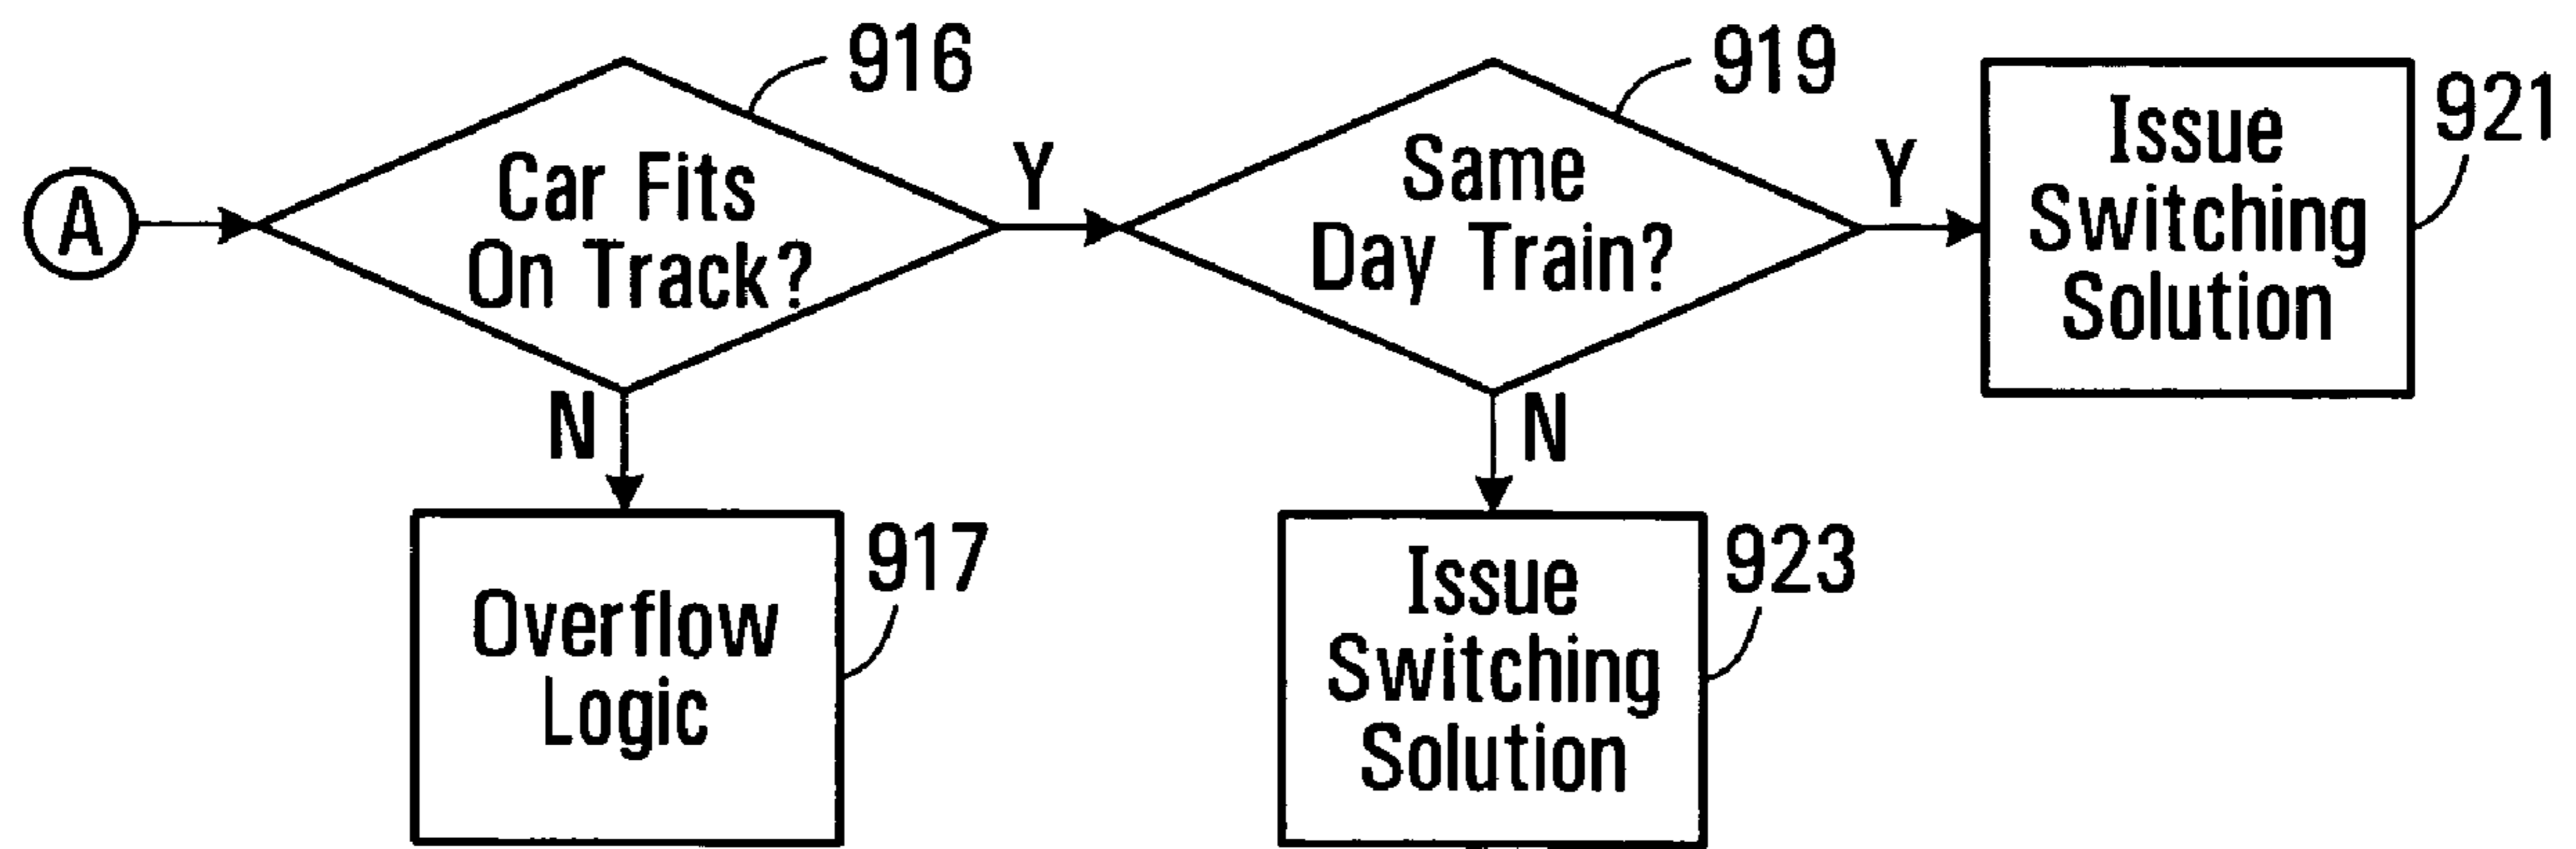 A
916
Car Fits
On Track?
Y
N
917
Overflow
Logic
919
Same
Day Train?
Y
N
923
Issue
Switching
Solution
921
Issue
Switching
Solution